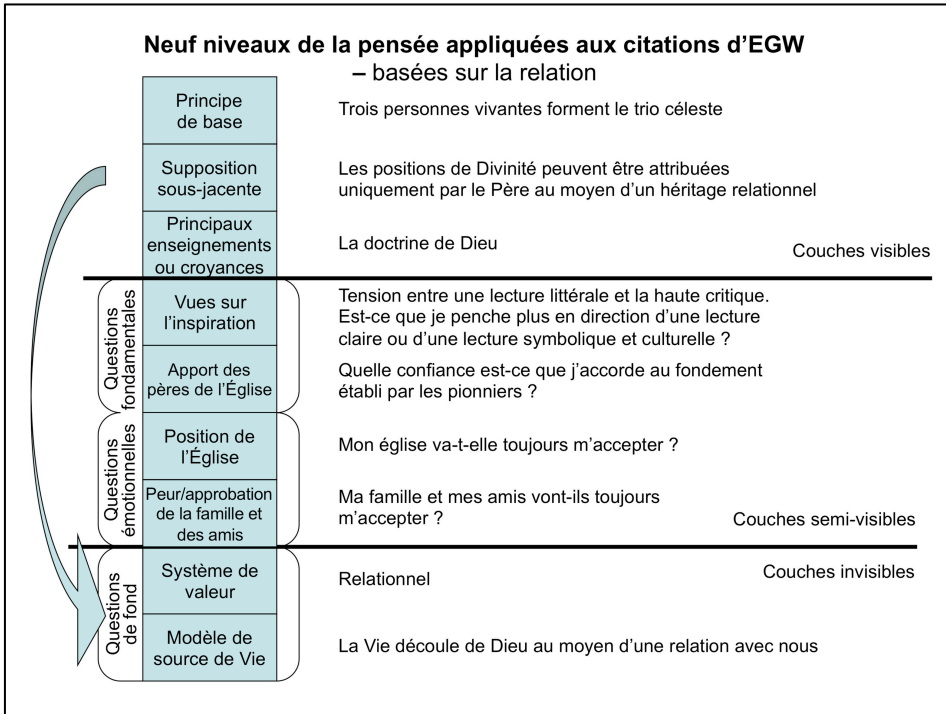 Neuf niveaux de la pensée appliquées aux citations d’EGW
– basées sur la relation
Principe
de base
Trois personnes vivantes forment le trio céleste
Supposition
sous-jacente
Les positions de Divinité peuvent être attribuées
uniquement par le Père au moyen d’un héritage relationnel
Principaux
enseignements
ou croyances
La doctrine de Dieu
Couches visibles
Questions
fondamentales
Vues sur
l’inspiration
Tension entre une lecture littérale et la haute critique.
Est-ce que je penche plus en direction d’une lecture
claire ou d’une lecture symbolique et culturelle ?
Apport des
pères de l’Église
Quelle confiance est-ce que j’accorde au fondement
établi par les pionniers ?
Questions
émotionnelles
Position de
l’Église
Mon église va-t-elle toujours m’accepter ?
Peur/approbation
de la famille et
des amis
Ma famille et mes amis vont-ils toujours
m’accepter ?
Couches semi-visibles
Questions
de fond
Système de
valeur
Relationnel
Couches invisibles
Modèle de
source de Vie
La Vie découle de Dieu au moyen d’une relation avec nous